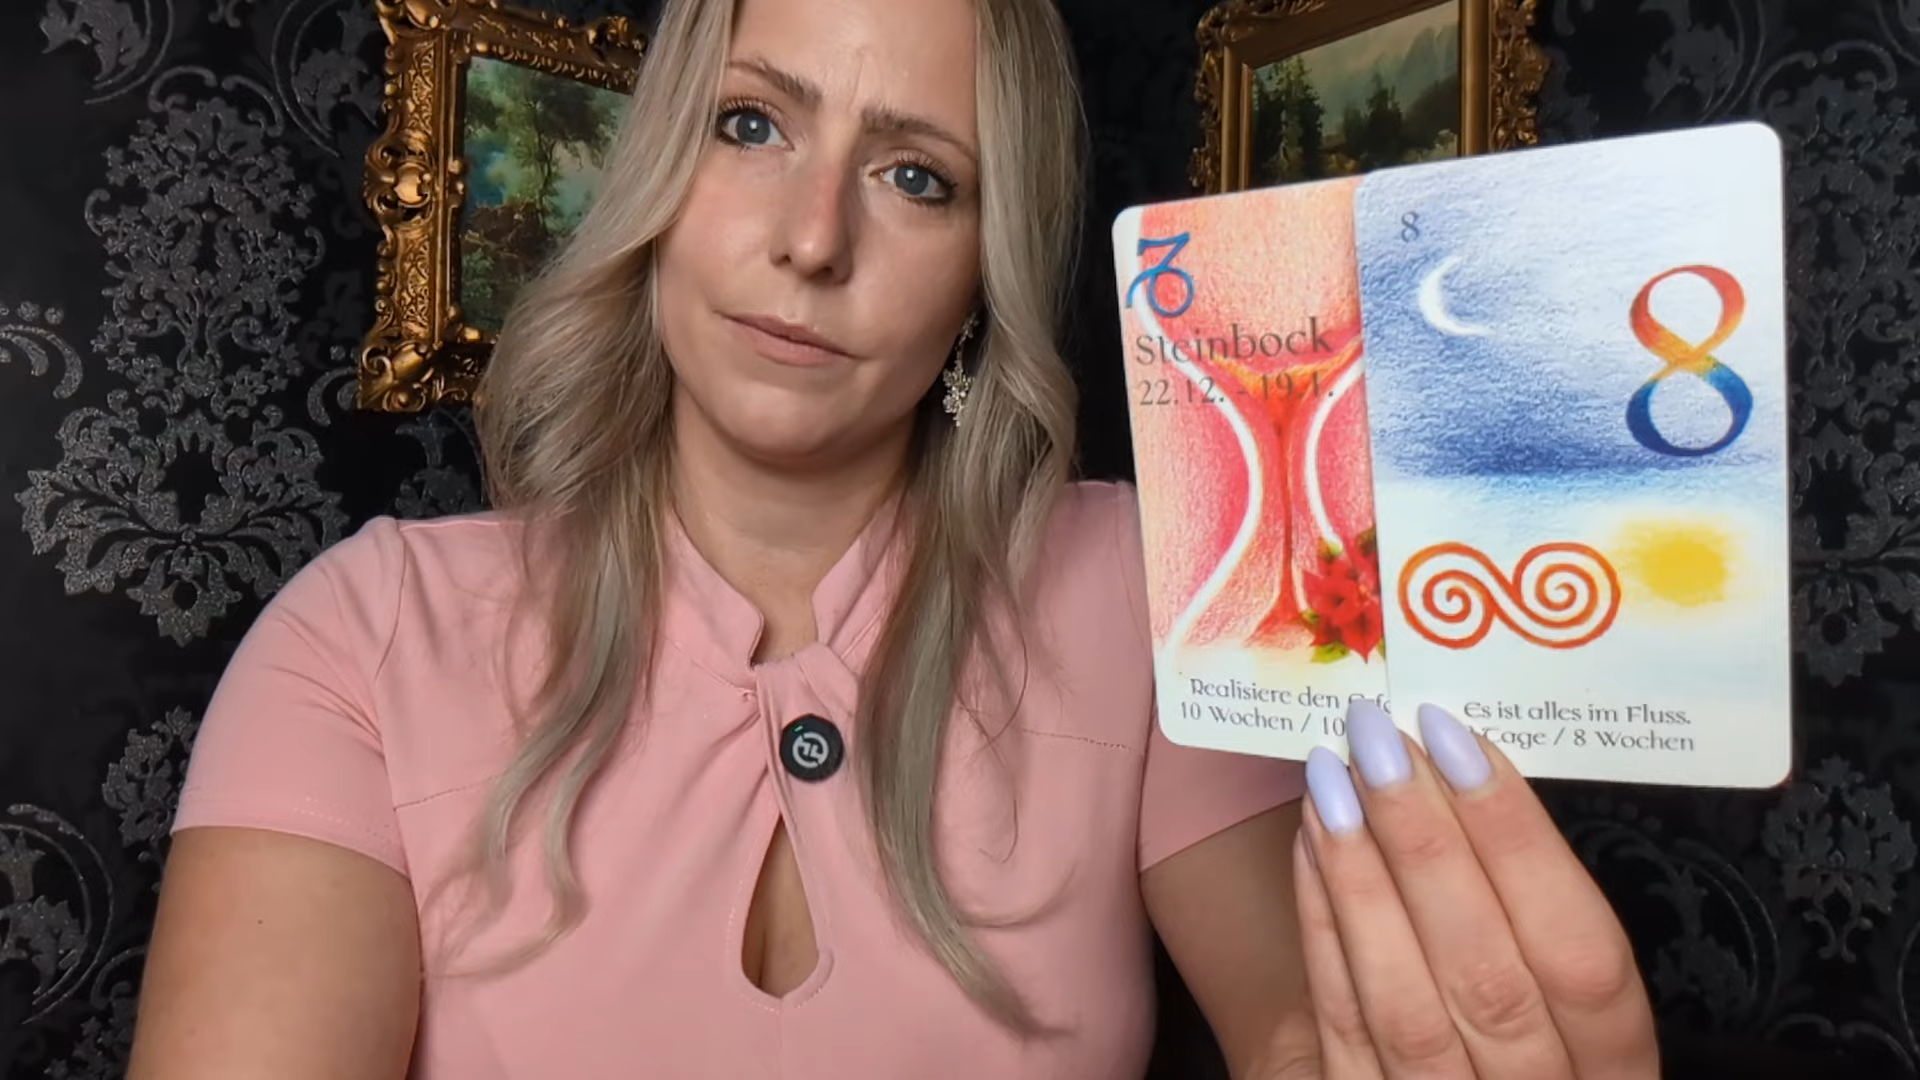 Steinbock
22.12. - 19.1.
Realisiere den
10 Wochen / 10
8
8
Es ist alles im Fluss.
Tage / 8 Wochen